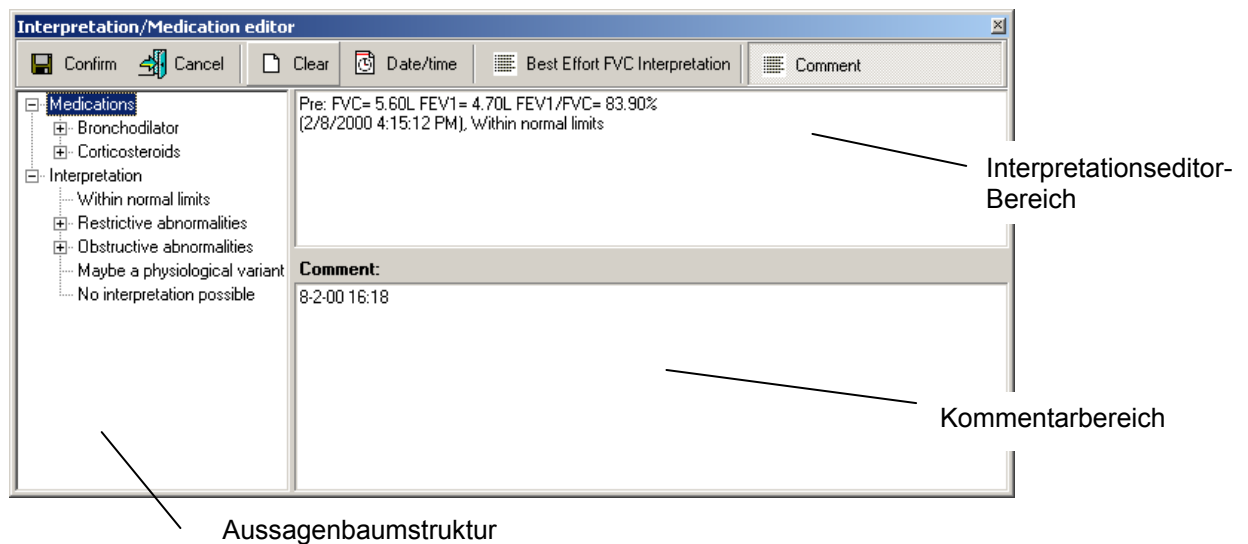 Interpretation/Medication editor
Confirm Cancel Clear Date/time Best Effort FVC Interpretation Comment
Medications
Bronchodilator
Corticosteroids
Interpretation
Within normal limits
Restrictive abnormalities
Obstructive abnormalities
Maybe a physiological variant
No interpretation possible
Pre: FVC= 5.60L FEV1= 4.70L FEV1/FVC= 83.90%
(2/8/2000 4:15:12 PM), Within normal limits
Comment:
8-2-00 16:18
Interpretationseditor-
Bereich
Kommentarbereich
Aussagenbaumstruktur